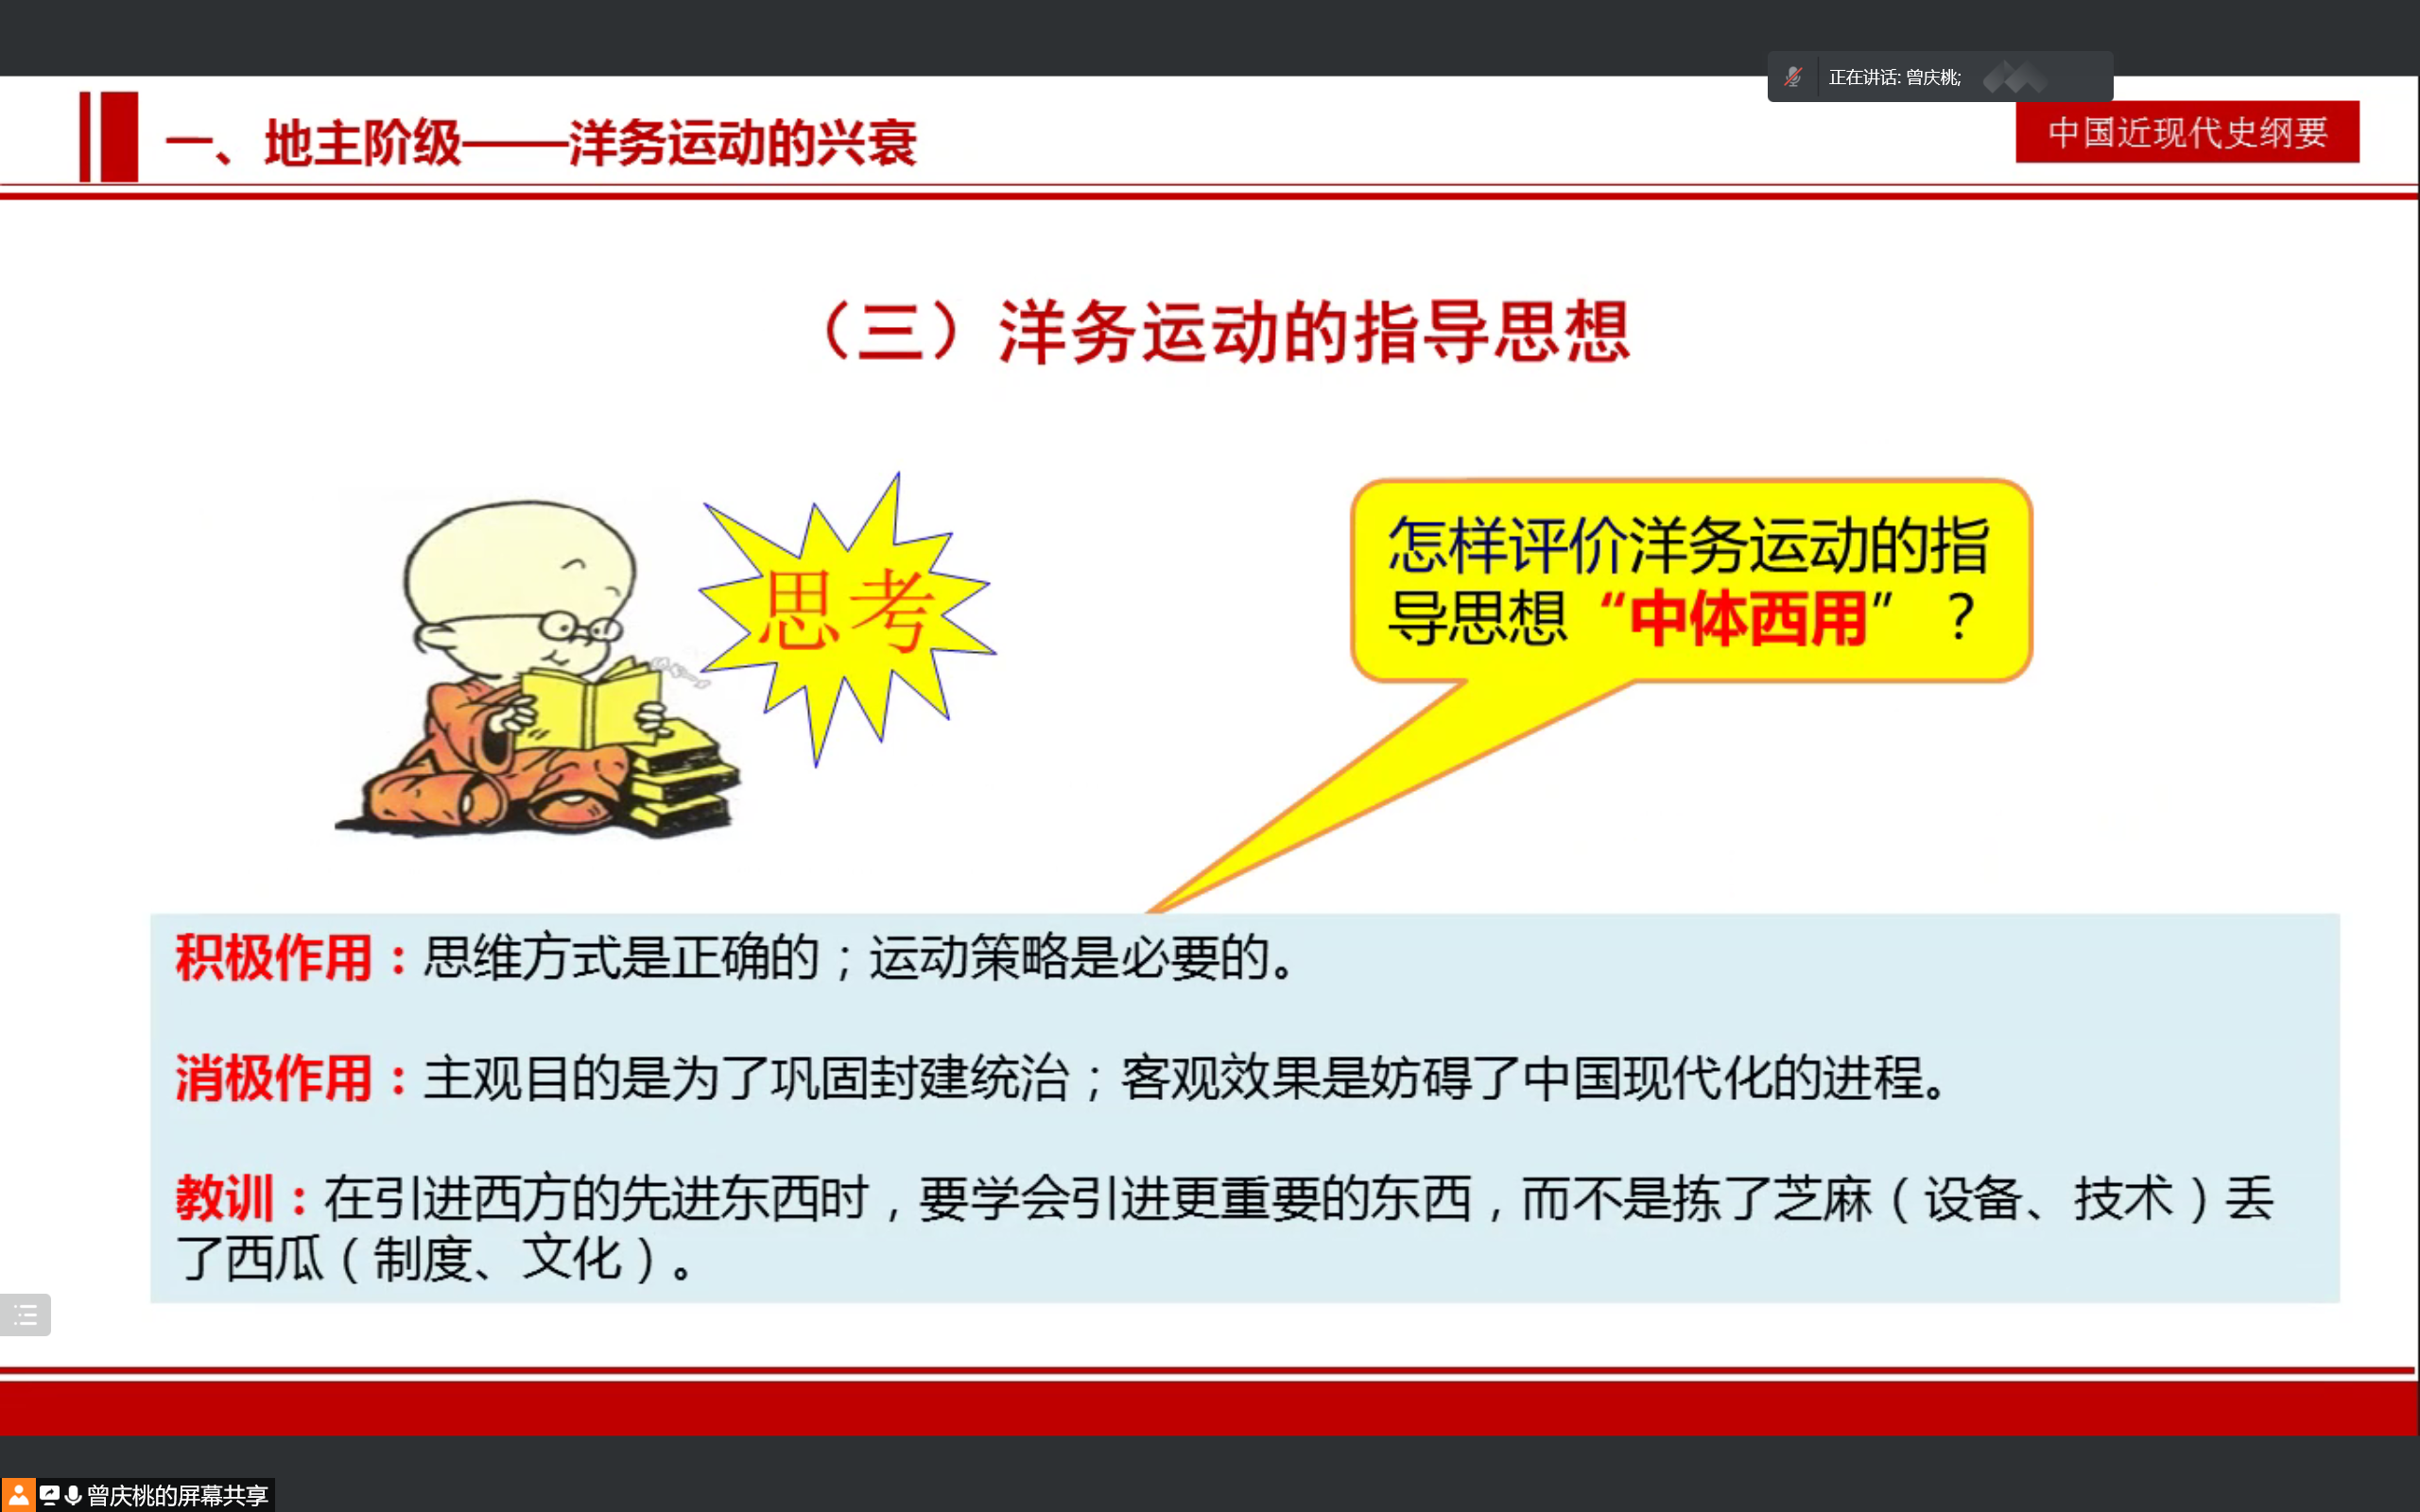 正在讲话: 曾庆桃;
一、地主阶级——洋务运动的兴衰
中国近现代史纲要
（三）洋务运动的指导思想
思考
怎样评价洋务运动的指
导思想“中体西用”？
积极作用：思维方式是正确的；运动策略是必要的。
消极作用：主观目的是为了巩固封建统治；客观效果是妨碍了中国现代化的进程。
教训：在引进西方的先进东西时，要学会引进更重要的东西，而不是拣了芝麻（设备、技术）丢
了西瓜（制度、文化）。
曾庆桃的屏幕共享